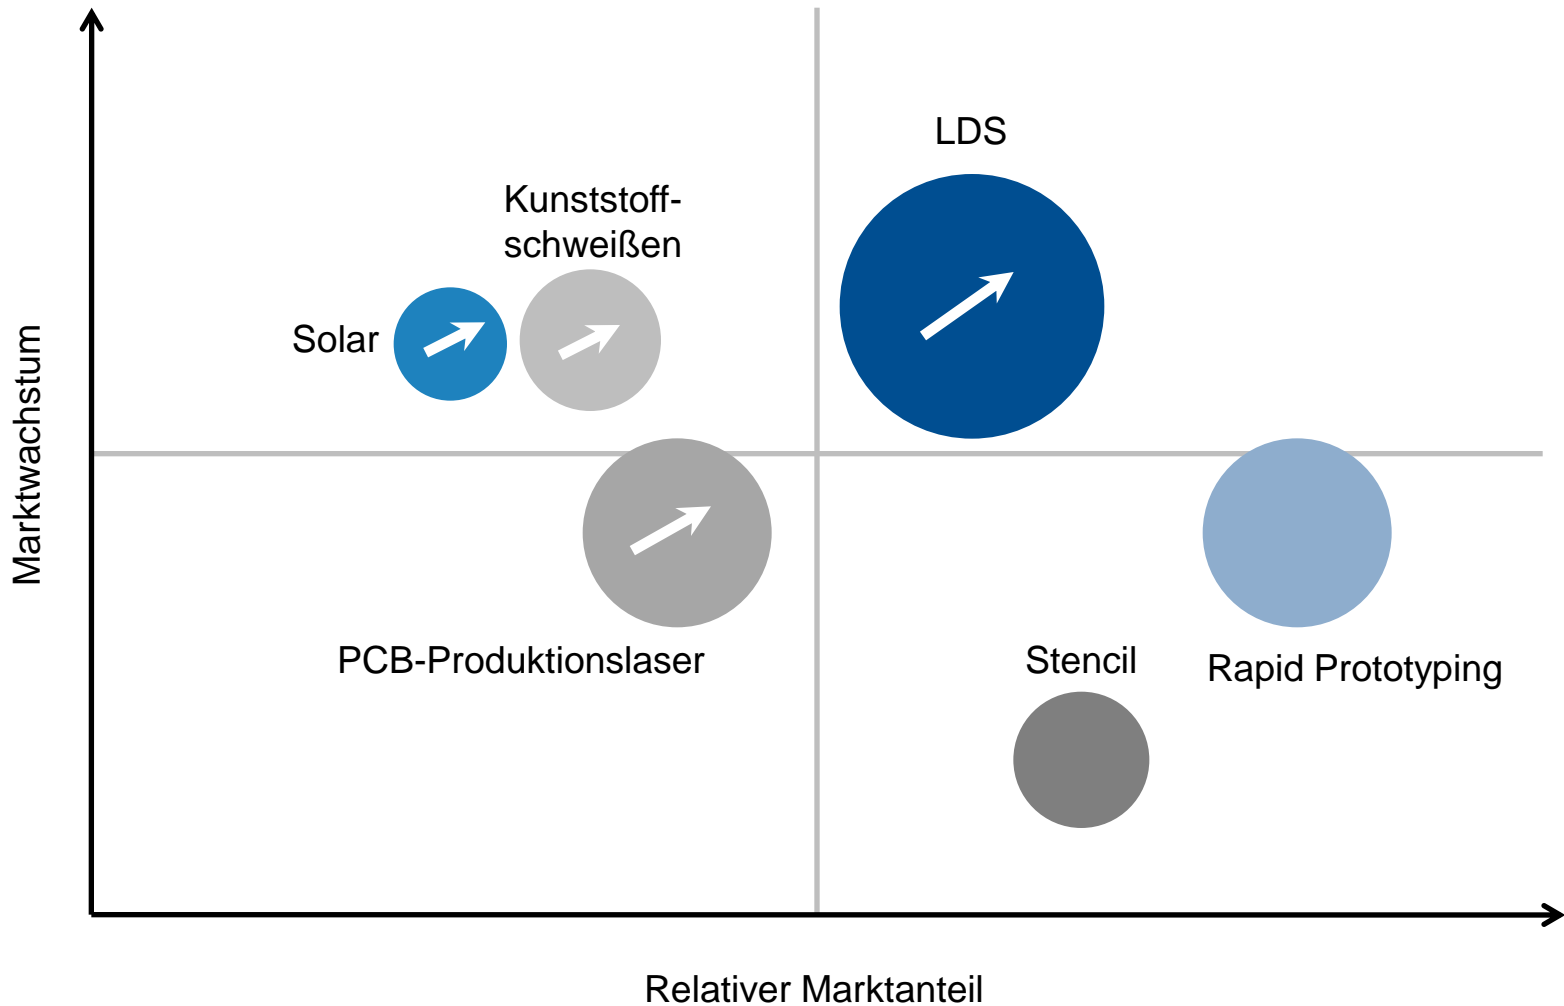 LDS
Kunststoff-
schweißen
Solar
Marktwachstum
PCB-Produktionslaser
Stencil
Rapid Prototyping
Relativer Marktanteil